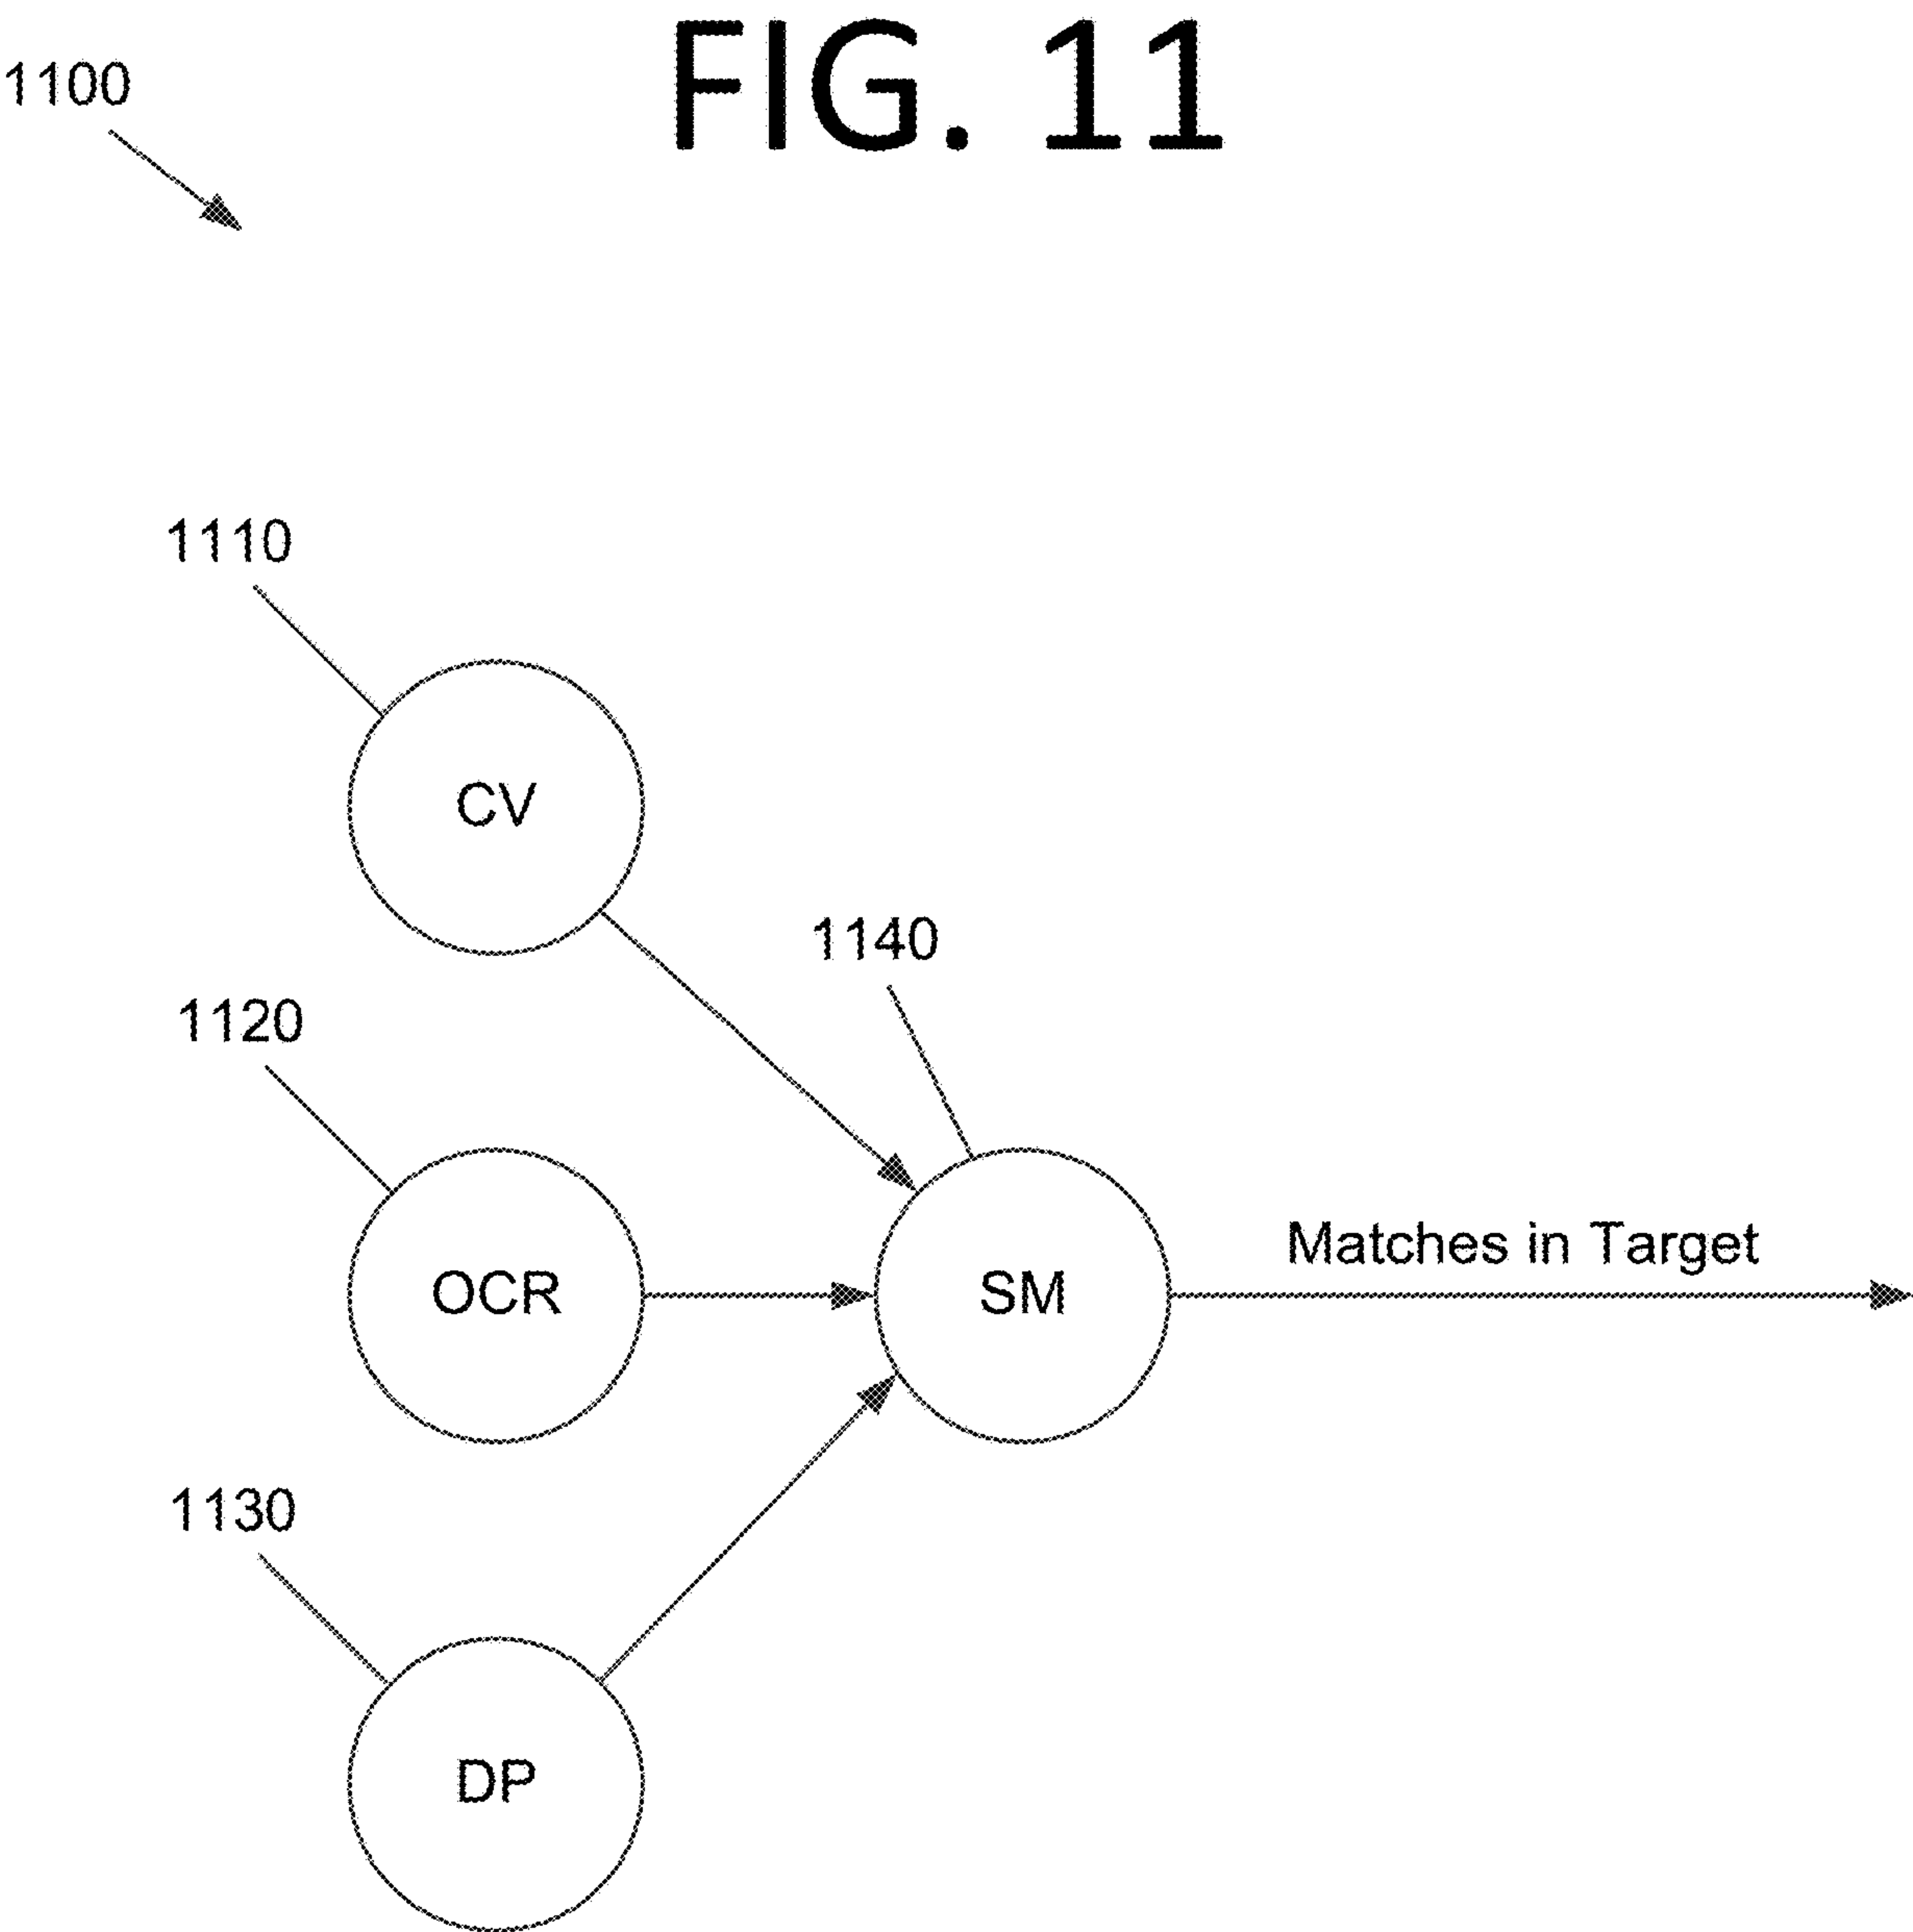 FIG. 11
1100
1110
CV
1140
1120
Matches in Target
OCR
SM
1130
DP